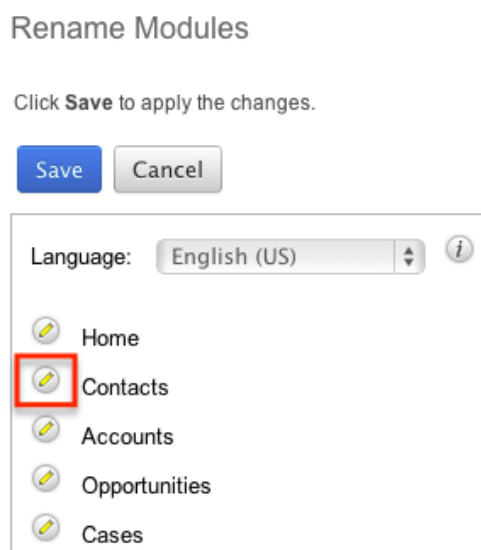 Rename Modules
Click Save to apply the changes.
Save Cancel
Language: English (US) i
Home
Contacts
Accounts
Opportunities
Cases